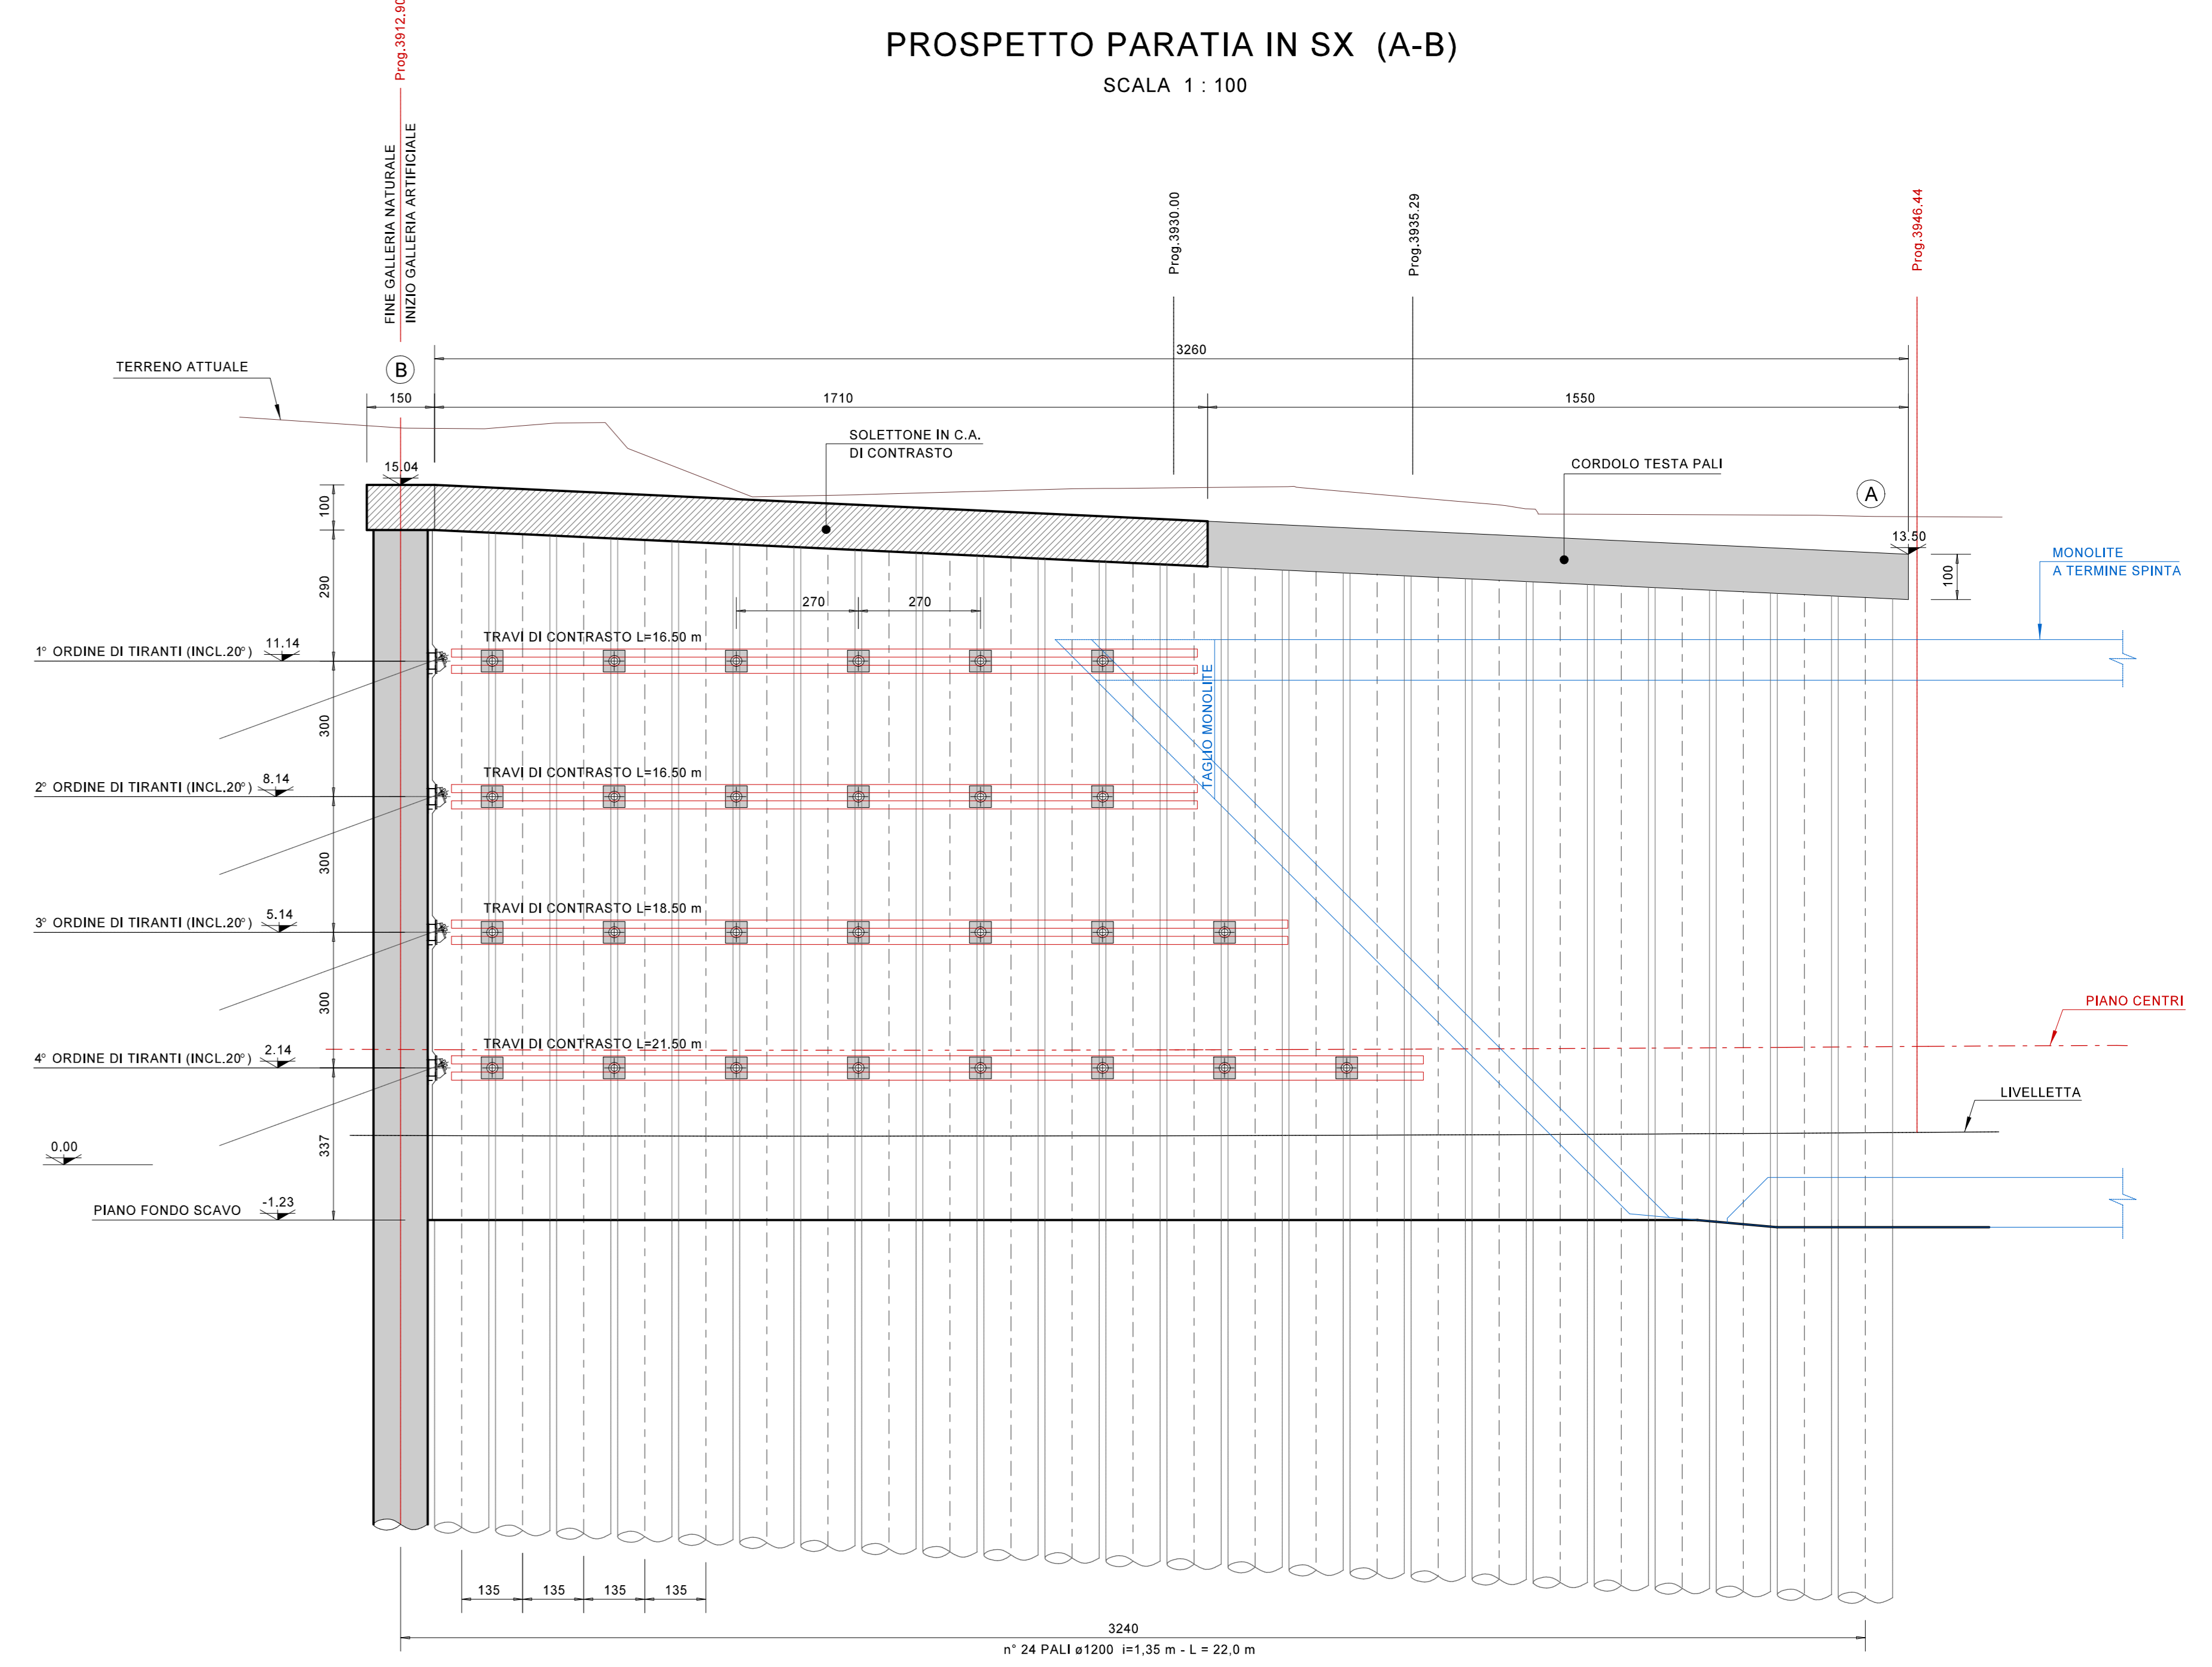 PROSPETTO PARATIA IN SX (A-B)
SCALA 1 : 100
Prog.3912.90
FINE GALLERIA NATURALE
INIZIO GALLERIA ARTIFICIALE
Prog.3930.00
Prog.3935.29
Prog.3946.44
3260
TERRENO ATTUALE
B
150
1710
1550
SOLETTONE IN C.A.
DI CONTRASTO
CORDOLO TESTA PALI
15.04
A
100
13.50
MONOLITE
A TERMINE SPINTA
100
290
270
270
TRAVI DI CONTRASTO L=16.50 m
1° ORDINE DI TIRANTI (INCL.20°)
11.14
TAGLIO MONOLITE
300
TRAVI DI CONTRASTO L=16.50 m
2° ORDINE DI TIRANTI (INCL.20°)
8.14
300
TRAVI DI CONTRASTO L=18.50 m
3° ORDINE DI TIRANTI (INCL.20°)
5.14
300
PIANO CENTRI
TRAVI DI CONTRASTO L=21.50 m
4° ORDINE DI TIRANTI (INCL.20°)
2.14
LIVELLETTA
337
0.00
PIANO FONDO SCAVO
-1.23
135
135
135
135
3240
n° 24 PALI ø1200 i=1,35 m - L = 22,0 m